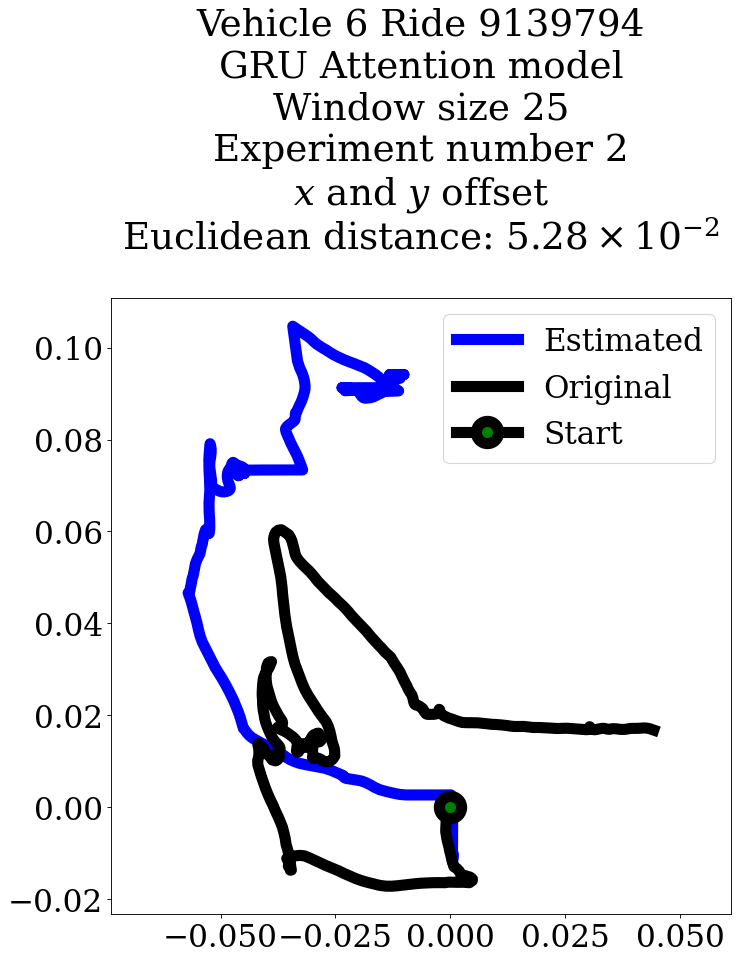 Vehicle 6 Ride 9139794
GRU Attention model
Window size 25
Experiment number 2
x and y offset
Euclidean distance: 5.28 × 10⁻²
Estimated
Original
Start
0.10
0.08
0.06
0.04
0.02
0.00
−0.02
−0.050 −0.025 0.000 0.025 0.050